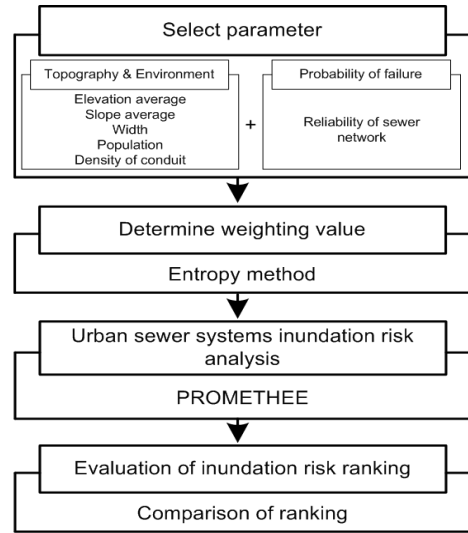 Select parameter
Topography & Environment
Elevation average
Slope average
Width
Population
Density of conduit
+
Probability of failure
Reliability of sewer
network
Determine weighting value
Entropy method
Urban sewer systems inundation risk
analysis
PROMETHEE
Evaluation of inundation risk ranking
Comparison of ranking